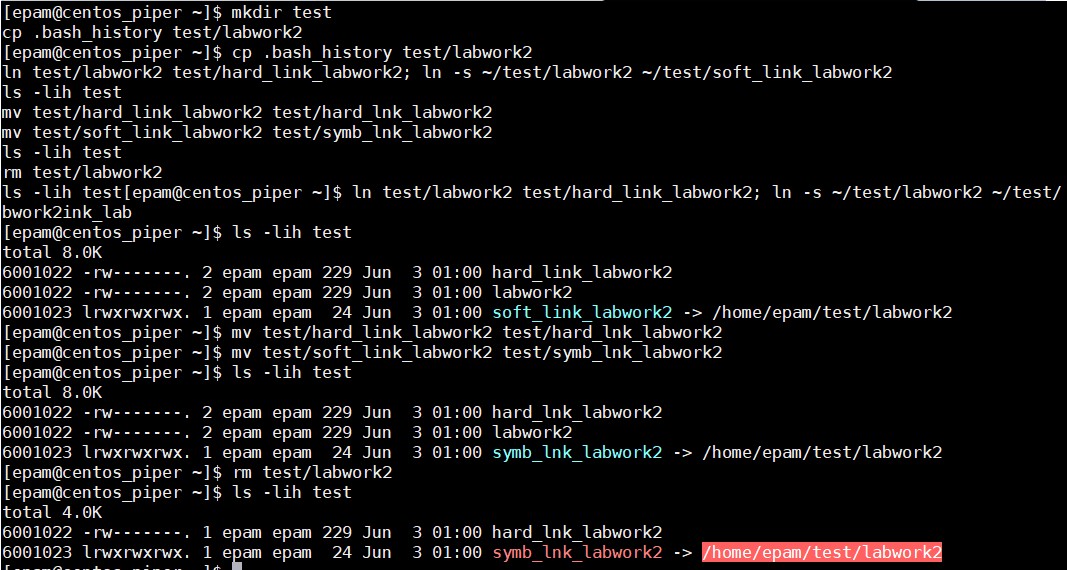 [epam@centos_piper ~]$ mkdir test
cp .bash_history test/labwork2
[epam@centos_piper ~]$ cp .bash_history test/labwork2
ln test/labwork2 test/hard_link_labwork2; ln -s ~/test/labwork2 ~/test/soft_link_labwork2
ls -lih test
mv test/hard_link_labwork2 test/hard_lnk_labwork2
mv test/soft_link_labwork2 test/symb_lnk_labwork2
ls -lih test
rm test/labwork2
ls -lih test[epam@centos_piper ~]$ ln test/labwork2 test/hard_link_labwork2; ln -s ~/test/labwork2 ~/test/
bwork2ink_lab
[epam@centos_piper ~]$ ls -lih test
total 8.0K
6001022 -rw-------. 2 epam epam 229 Jun  3 01:00 hard_link_labwork2
6001022 -rw-------. 2 epam epam 229 Jun  3 01:00 labwork2
6001023 lrwxrwxrwx. 1 epam epam  24 Jun  3 01:00 soft_link_labwork2 -> /home/epam/test/labwork2
[epam@centos_piper ~]$ mv test/hard_link_labwork2 test/hard_lnk_labwork2
[epam@centos_piper ~]$ mv test/soft_link_labwork2 test/symb_lnk_labwork2
[epam@centos_piper ~]$ ls -lih test
total 8.0K
6001022 -rw-------. 2 epam epam 229 Jun  3 01:00 hard_lnk_labwork2
6001022 -rw-------. 2 epam epam 229 Jun  3 01:00 labwork2
6001023 lrwxrwxrwx. 1 epam epam  24 Jun  3 01:00 symb_lnk_labwork2 -> /home/epam/test/labwork2
[epam@centos_piper ~]$ rm test/labwork2
[epam@centos_piper ~]$ ls -lih test
total 4.0K
6001022 -rw-------. 1 epam epam 229 Jun  3 01:00 hard_lnk_labwork2
6001023 lrwxrwxrwx. 1 epam epam  24 Jun  3 01:00 symb_lnk_labwork2 -> /home/epam/test/labwork2
[epam@centos_piper ~]$